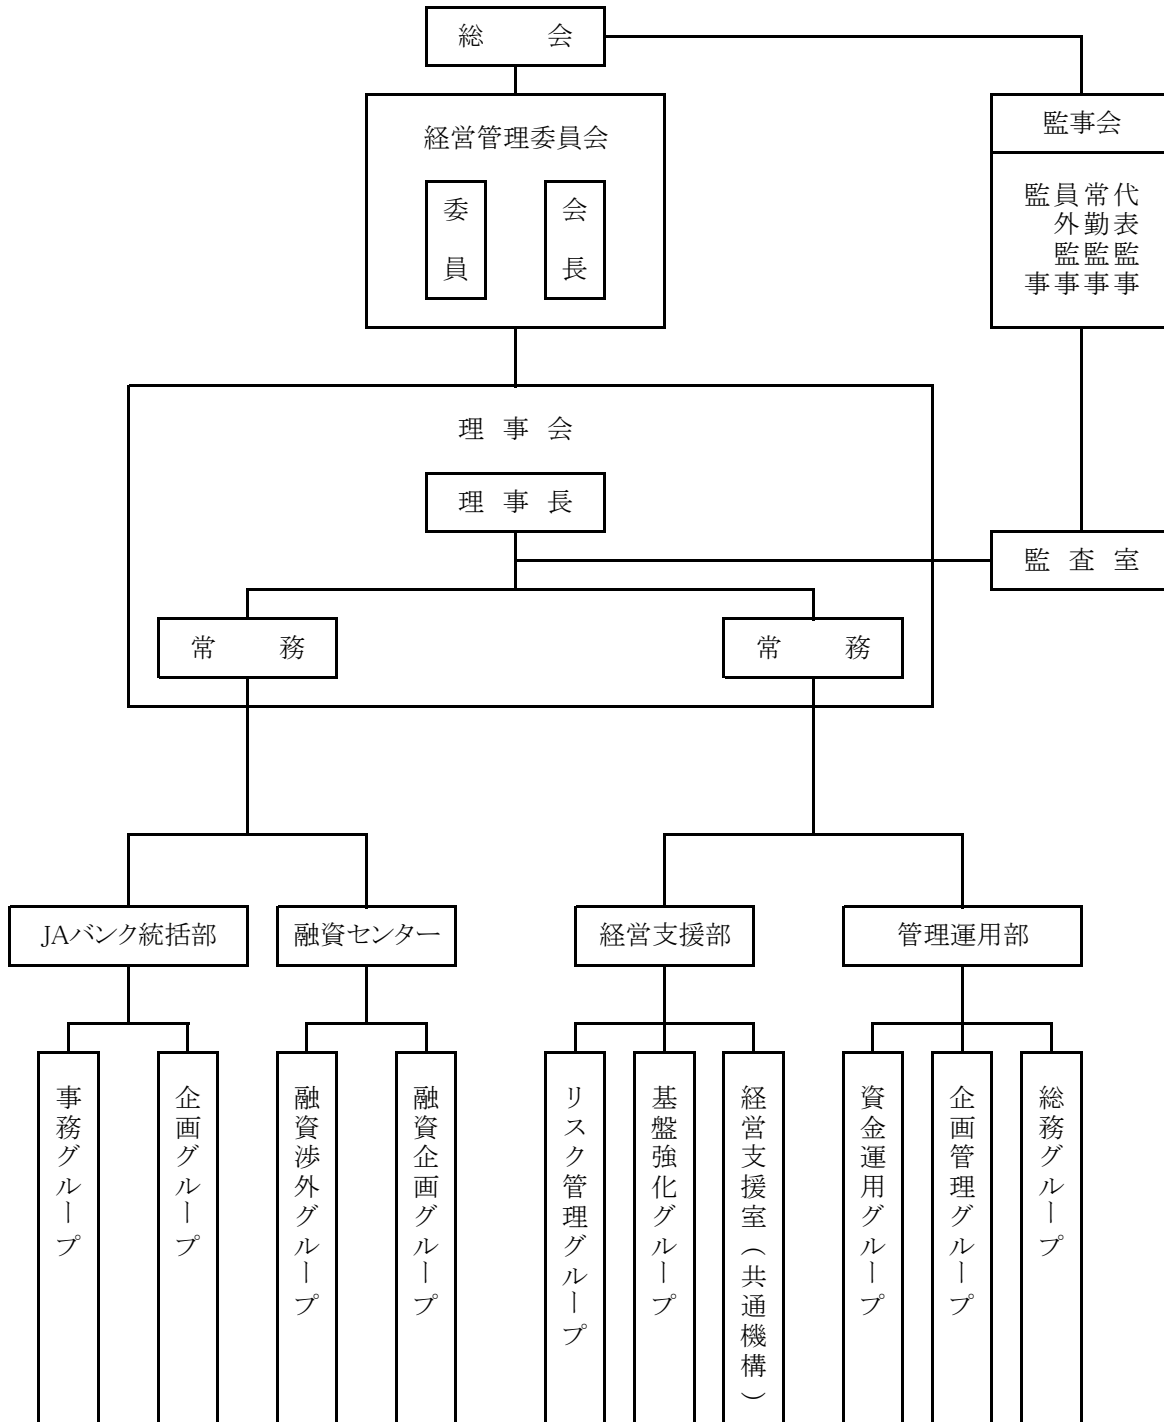 総会
経営管理委員会
会長
委員
監事会
代表監事
常勤監事
員外監事
監事
理事会
理事長
監査室
常務
常務
JAバンク統括部
融資センター
経営支援部
管理運用部
事務グループ
企画グループ
融資渉外グループ
融資企画グループ
リスク管理グループ
基盤強化グループ
経営支援室（共通機構）
資金運用グループ
企画管理グループ
総務グループ